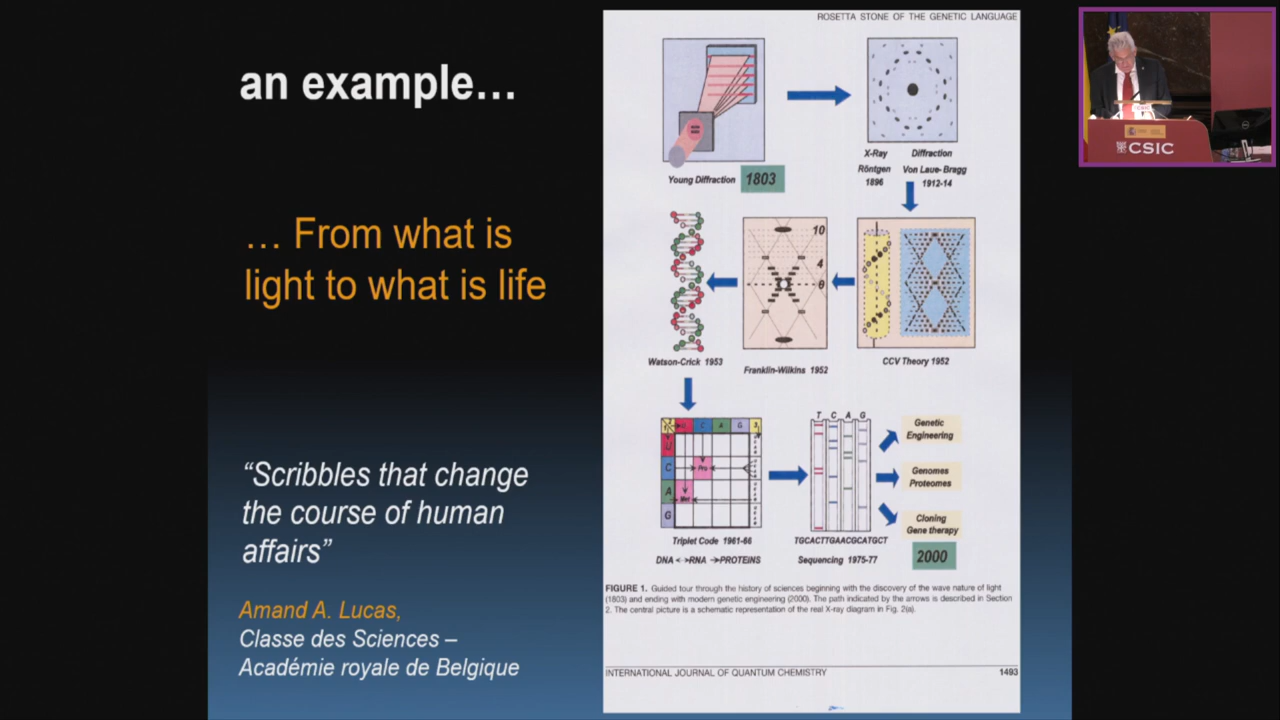 an example…
… From what is
light to what is life
“Scribbles that change
the course of human
affairs”
Amand A. Lucas,
Classe des Sciences –
Académie royale de Belgique
ROSETTA STONE OF THE GENETIC LANGUAGE
Young Diffraction 1803
X-Ray Diffraction
Röntgen Von Laue-Bragg
1896 1912-14
10
4
0
Watson-Crick 1953
Franklin-Wilkins 1952
CCV Theory 1952
C A G
C
A
G
Pro
Met
T C A G
Genetic
Engineering
Genomes
Proteomes
Cloning
Gene therapy
2000
Triplet Code 1961-66
DNA <->RNA ->PROTEINS
TGCACTTGAACGCATGCT
Sequencing 1975-77
FIGURE 1. Guided tour through the history of sciences beginning with the discovery of the wave nature of light
(1803) and ending with modern genetic engineering (2000). The path indicated by the arrows is described in Section
2. The central picture is a schematic representation of the real X-ray diagram in Fig. 2(a).
INTERNATIONAL JOURNAL OF QUANTUM CHEMISTRY 1493
CSIC